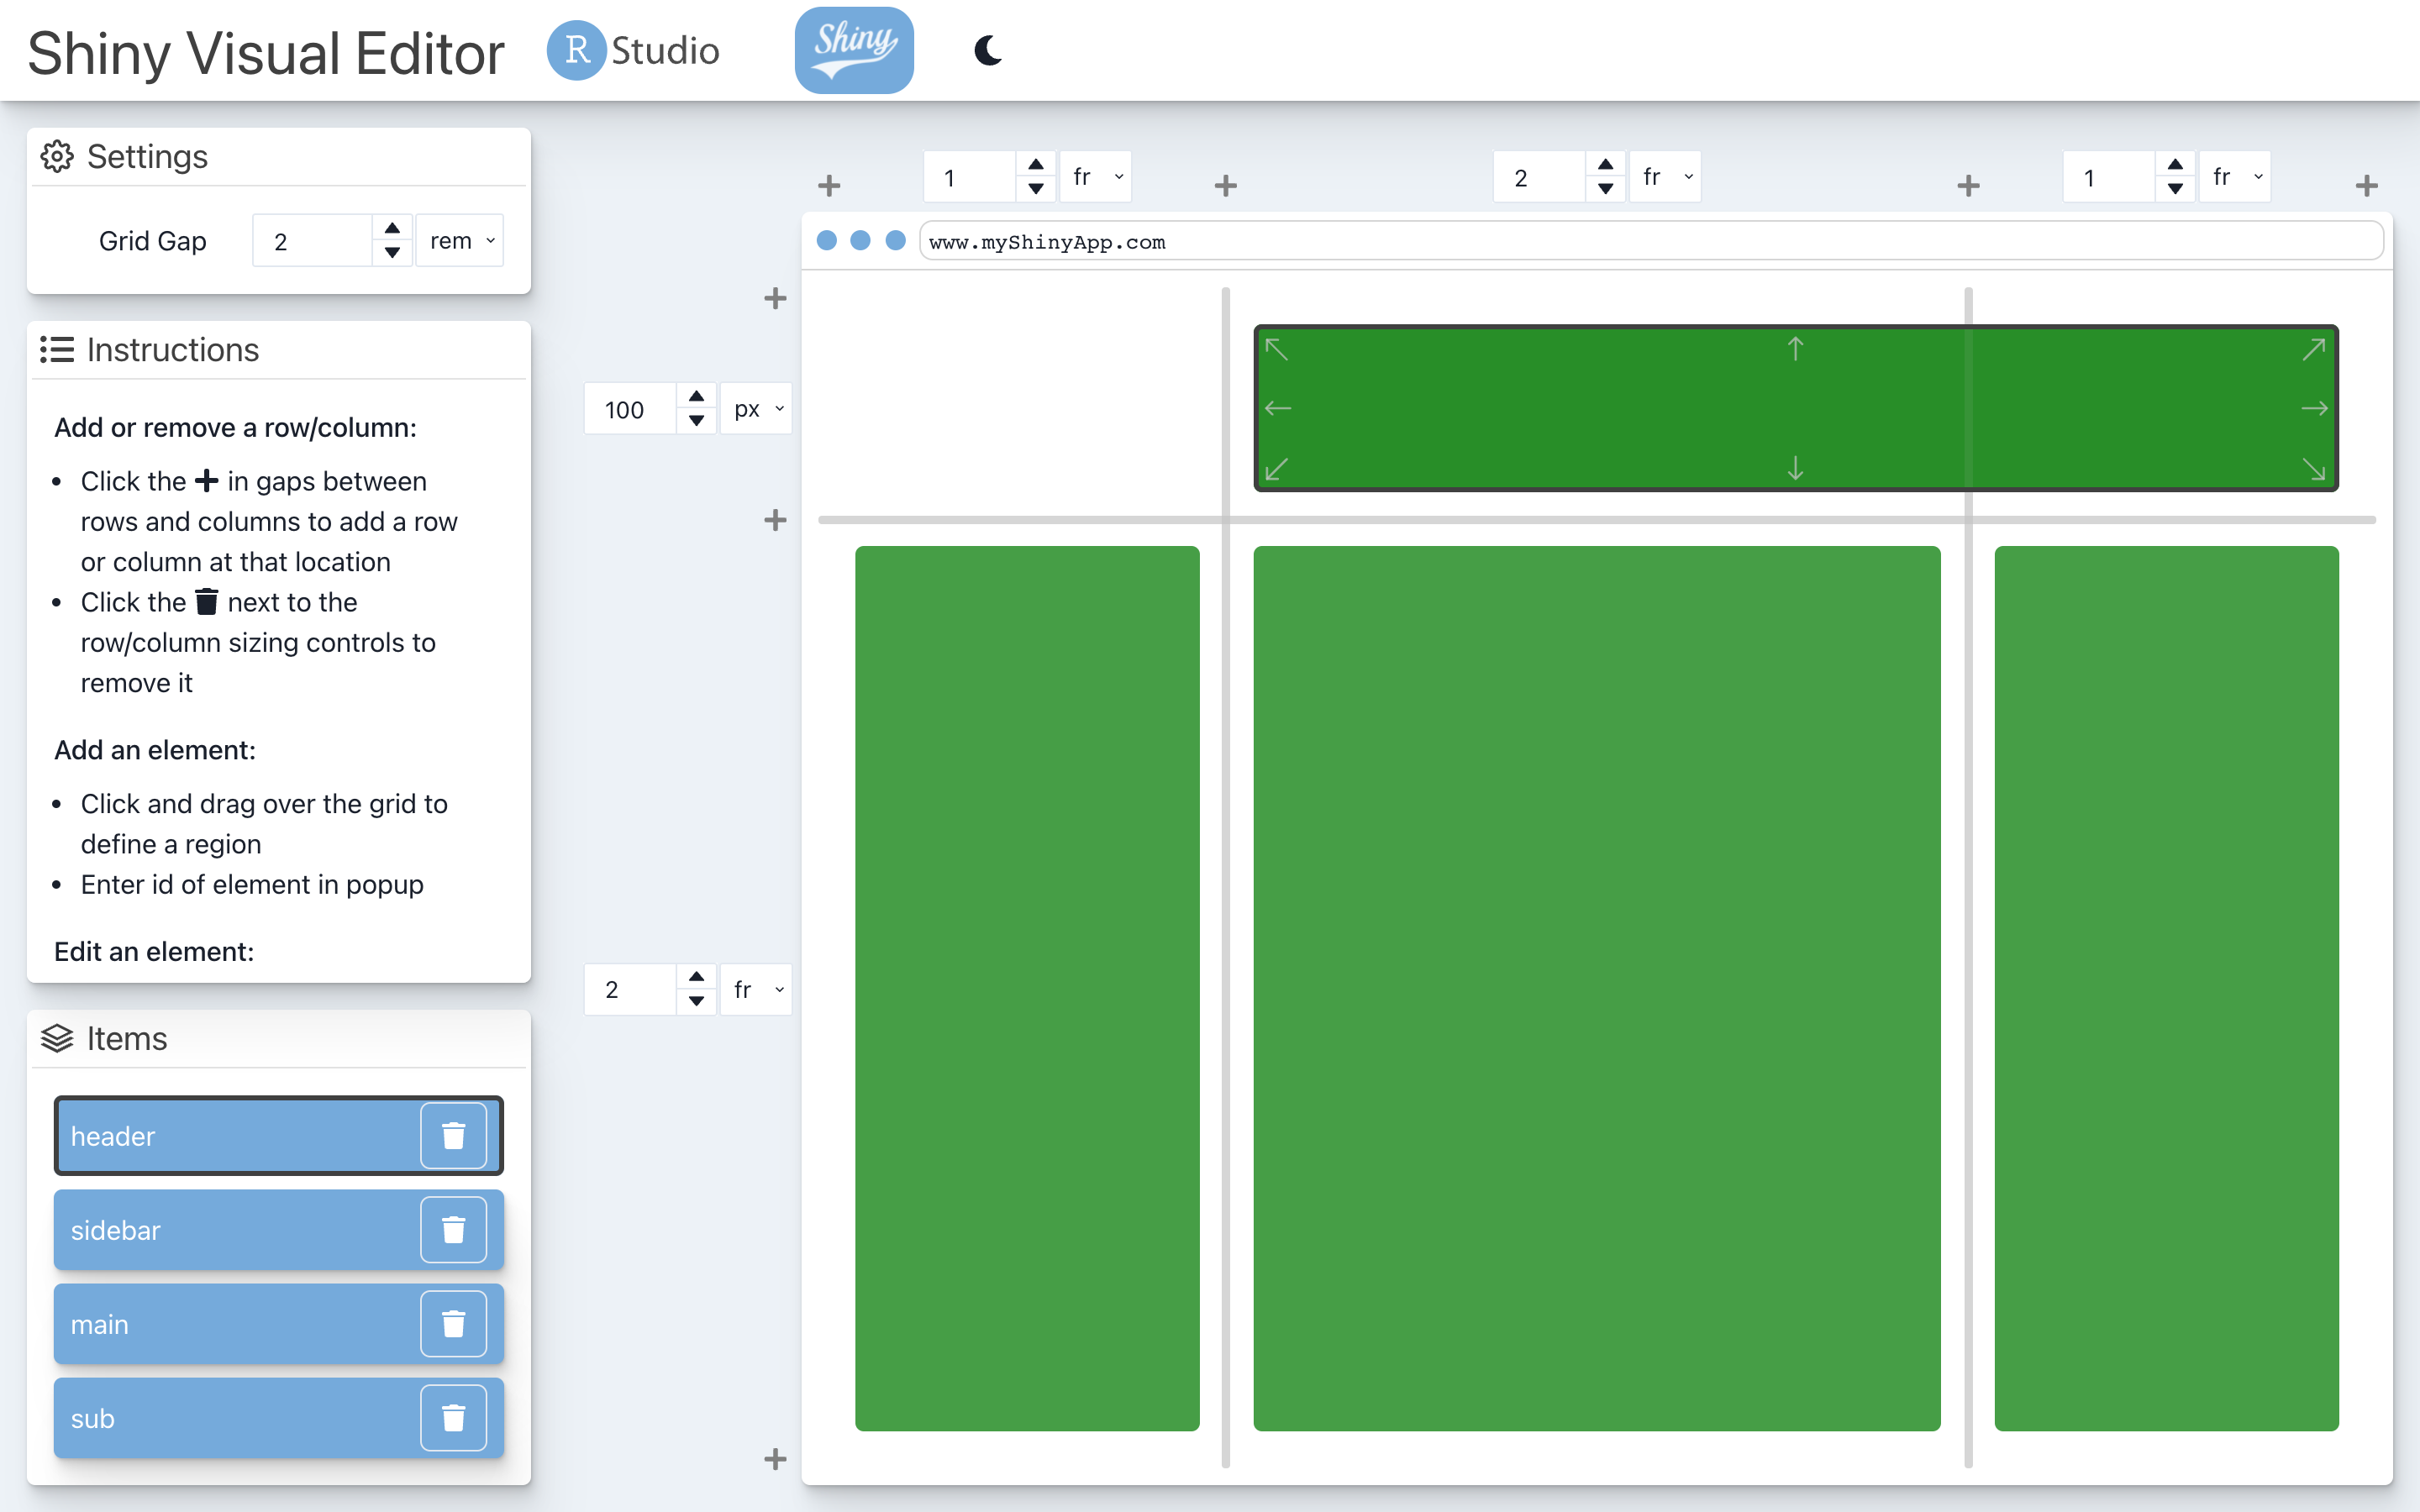 Shiny Visual Editor
R Studio
Shiny
Settings
Grid Gap
2
rem
Instructions
Add or remove a row/column:
Click the in gaps between
rows and columns to add a row
or column at that location
Click the next to the
row/column sizing controls to
remove it
Add an element:
Click and drag over the grid to
define a region
Enter id of element in popup
Edit an element:
Items
header
sidebar
main
sub
1
fr
2
fr
1
fr
www.myShinyApp.com
100
px
2
fr